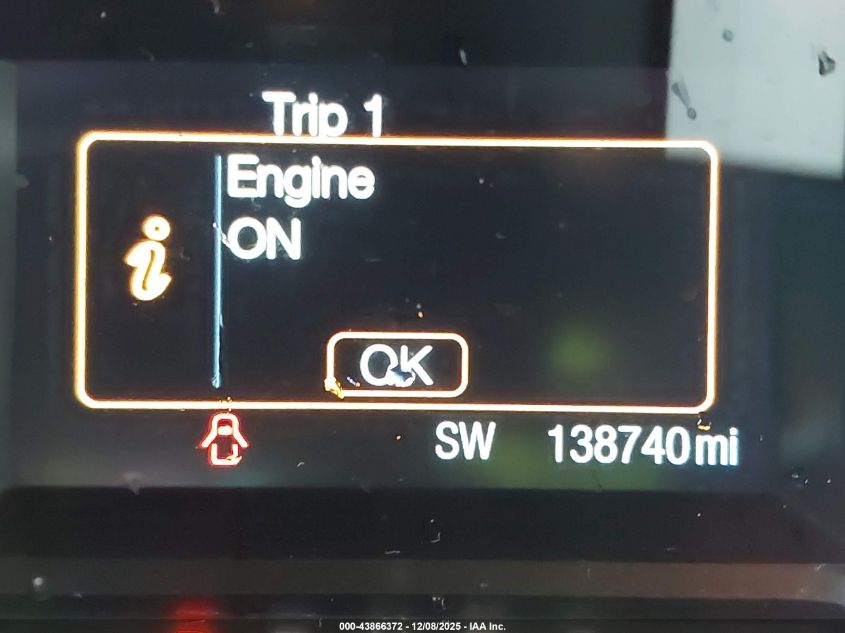 Trip 1
Engine
ON
OK
SW 138740mi
000-43866372 - 12/08/2025 - IAA Inc.